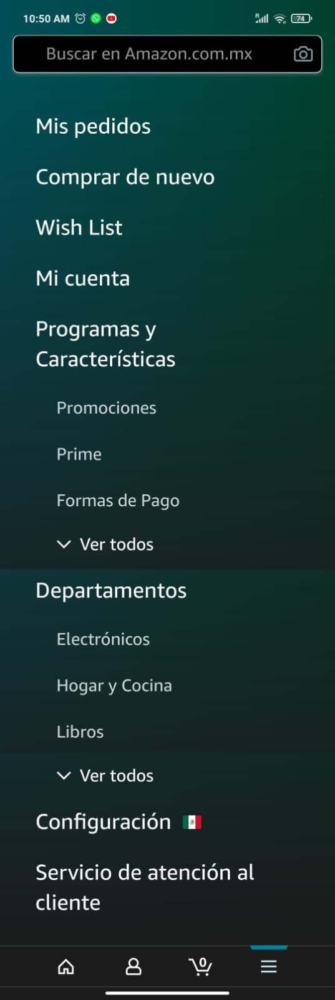 10:50 AM
R
74
Buscar en Amazon.com.mx
Mis pedidos
Comprar de nuevo
Wish List
Mi cuenta
Programas y
Características
Promociones
Prime
Formas de Pago
Ver todos
Departamentos
Electrónicos
Hogar y Cocina
Libros
Ver todos
Configuración
Servicio de atención al
cliente
0